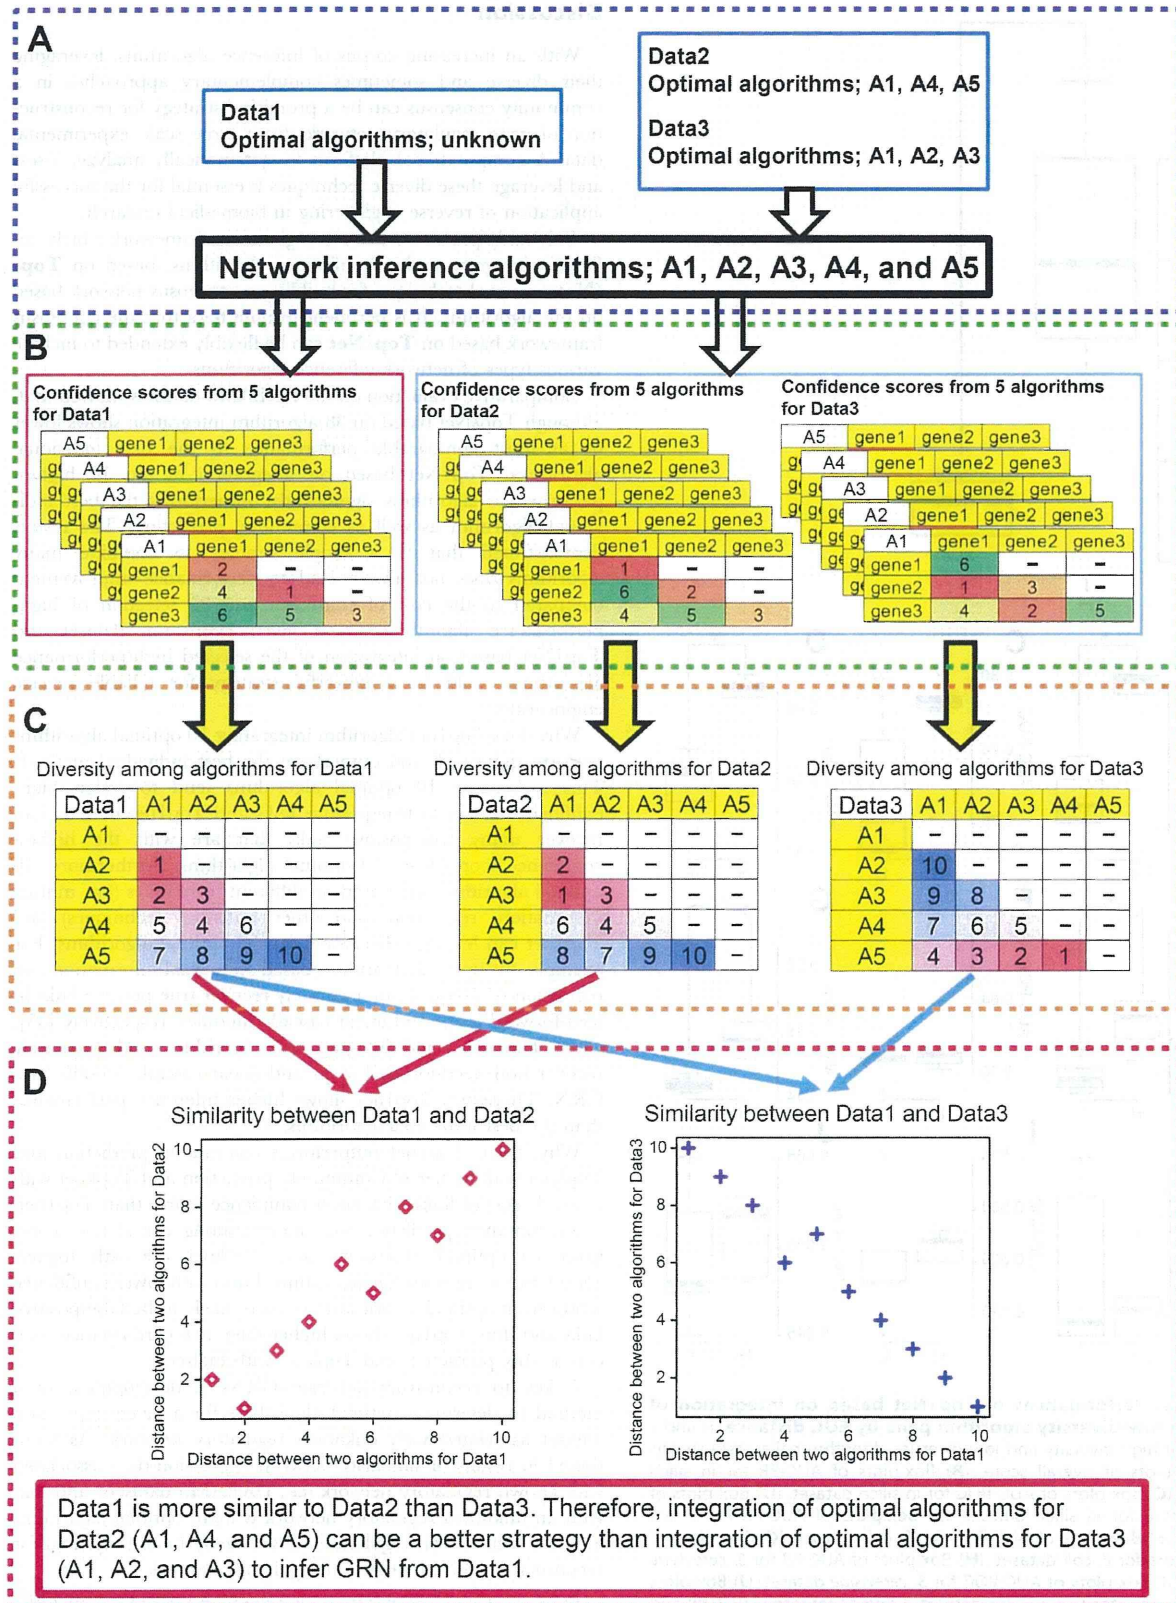 A
Data1
Optimal algorithms; unknown
Data2
Optimal algorithms; A1, A4, A5
Data3
Optimal algorithms; A1, A2, A3
Network inference algorithms; A1, A2, A3, A4, and A5
B
Confidence scores from 5 algorithms
for Data1
A5 gene1 gene2 gene3
A4 gene1 gene2 gene3
A3 gene1 gene2 gene3
A2 gene1 gene2 gene3
A1 gene1 gene2 gene3
gene1 2 – –
gene2 4 1 –
gene3 6 5 3
Confidence scores from 5 algorithms
for Data2
A5 gene1 gene2 gene3
A4 gene1 gene2 gene3
A3 gene1 gene2 gene3
A2 gene1 gene2 gene3
A1 gene1 gene2 gene3
gene1 1 – –
gene2 6 2 –
gene3 4 5 3
Confidence scores from 5 algorithms
for Data3
A5 gene1 gene2 gene3
A4 gene1 gene2 gene3
A3 gene1 gene2 gene3
A2 gene1 gene2 gene3
A1 gene1 gene2 gene3
gene1 6 – –
gene2 1 3 –
gene3 4 2 5
C
Diversity among algorithms for Data1
Data1 A1 A2 A3 A4 A5
A1 – – – – –
A2 1 – – – –
A3 2 3 – – –
A4 5 4 6 – –
A5 7 8 9 10 –
Diversity among algorithms for Data2
Data2 A1 A2 A3 A4 A5
A1 – – – – –
A2 2 – – – –
A3 1 3 – – –
A4 6 4 5 – –
A5 8 7 9 10 –
Diversity among algorithms for Data3
Data3 A1 A2 A3 A4 A5
A1 – – – – –
A2 10 – – – –
A3 9 8 – – –
A4 7 6 5 – –
A5 4 3 2 1 –
D
Similarity between Data1 and Data2
Distance between two algorithms for Data2
10
8
6
4
2
2 4 6 8 10
Distance between two algorithms for Data1
Similarity between Data1 and Data3
Distance between two algorithms for Data3
10
8
6
4
2
2 4 6 8 10
Distance between two algorithms for Data1
Data1 is more similar to Data2 than Data3. Therefore, integration of optimal algorithms for
Data2 (A1, A4, and A5) can be a better strategy than integration of optimal algorithms for Data3
(A1, A2, and A3) to infer GRN from Data1.